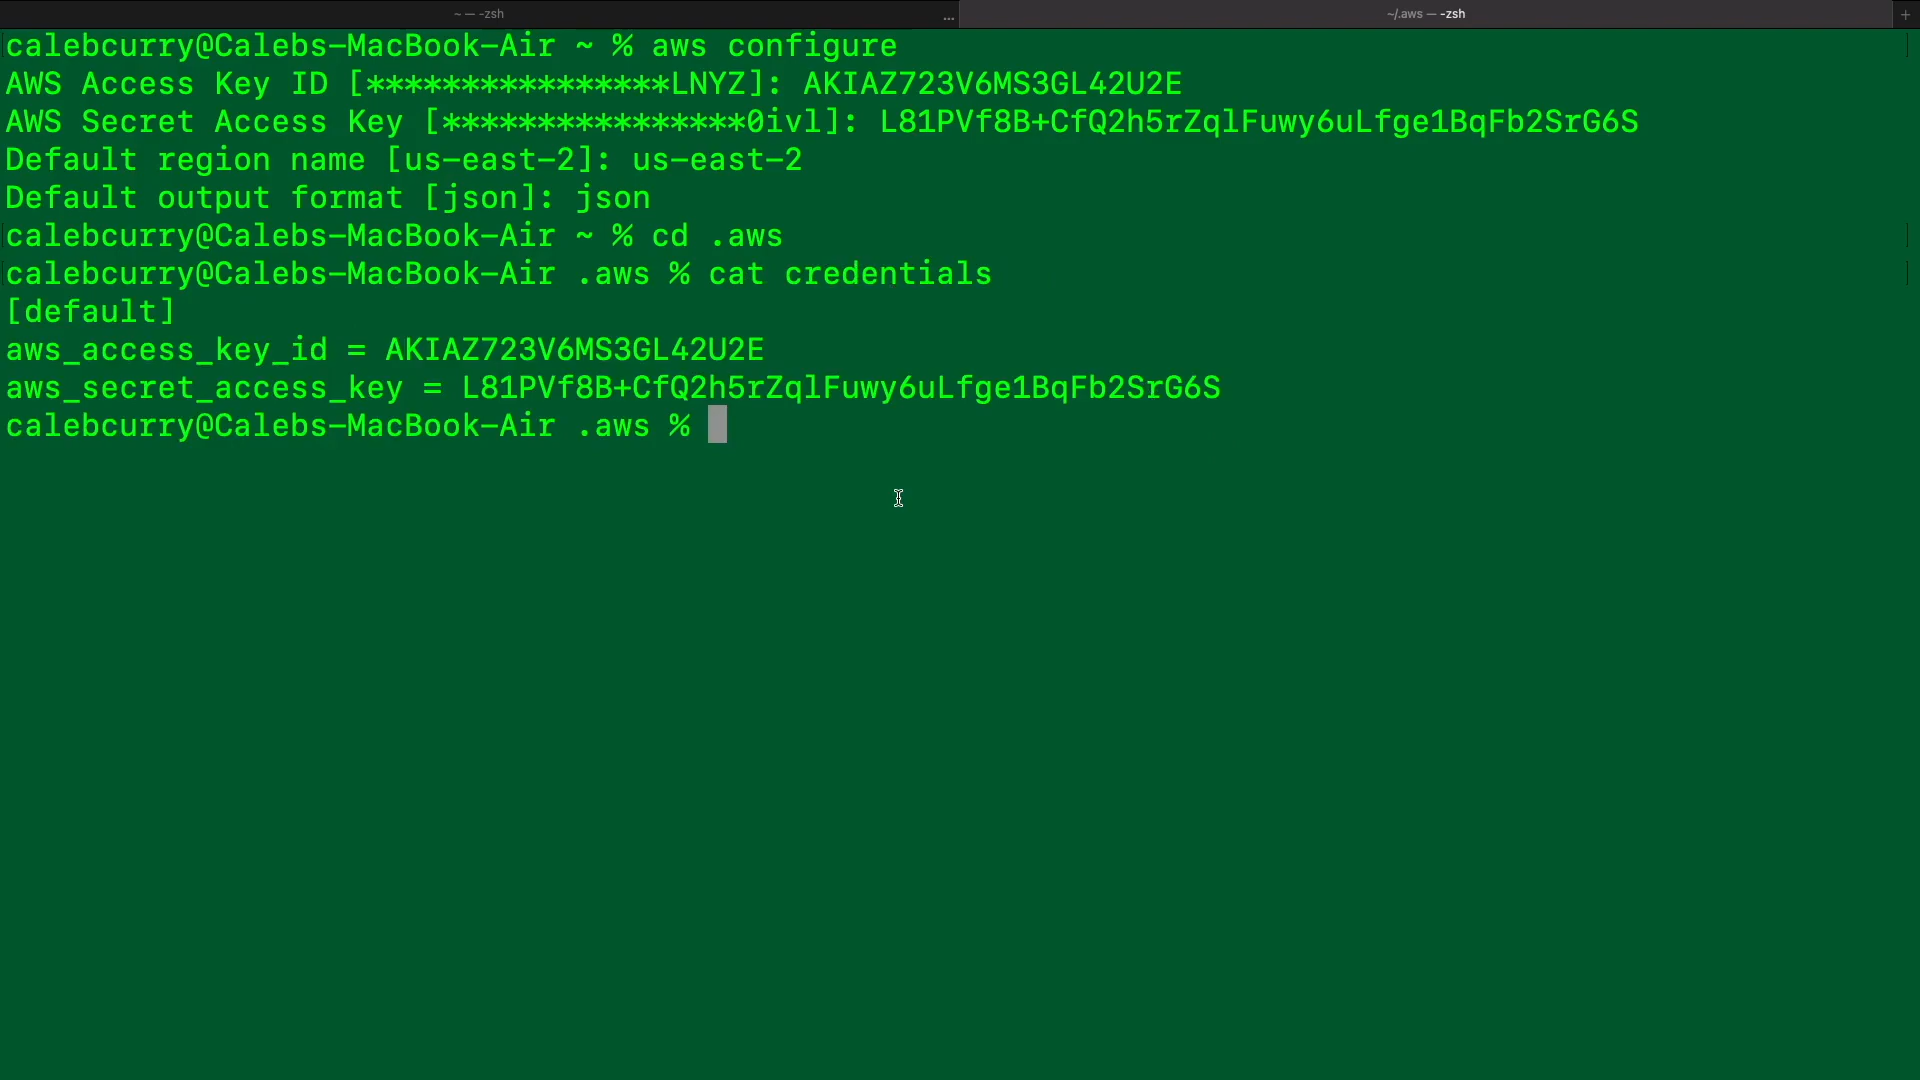 ~ — -zsh
...
~/.aws — -zsh
+
calebcurry@Calebs-MacBook-Air ~ % aws configure
AWS Access Key ID [****************LNYZ]: AKIAZ723V6MS3GL42U2E
AWS Secret Access Key [****************0ivl]: 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
Default region name [us-east-2]: us-east-2
Default output format [json]: json
calebcurry@Calebs-MacBook-Air ~ % cd .aws
calebcurry@Calebs-MacBook-Air .aws % cat credentials
[default]
aws_access_key_id = AKIAZ723V6MS3GL42U2E
aws_secret_access_key = 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
calebcurry@Calebs-MacBook-Air .aws %